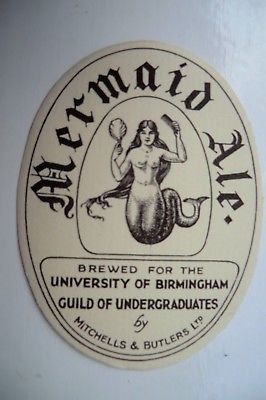 Mermaid Ale.
BREWED FOR THE
UNIVERSITY OF BIRMINGHAM
GUILD OF UNDERGRADUATES
by
MITCHELLS & BUTLERS LTD